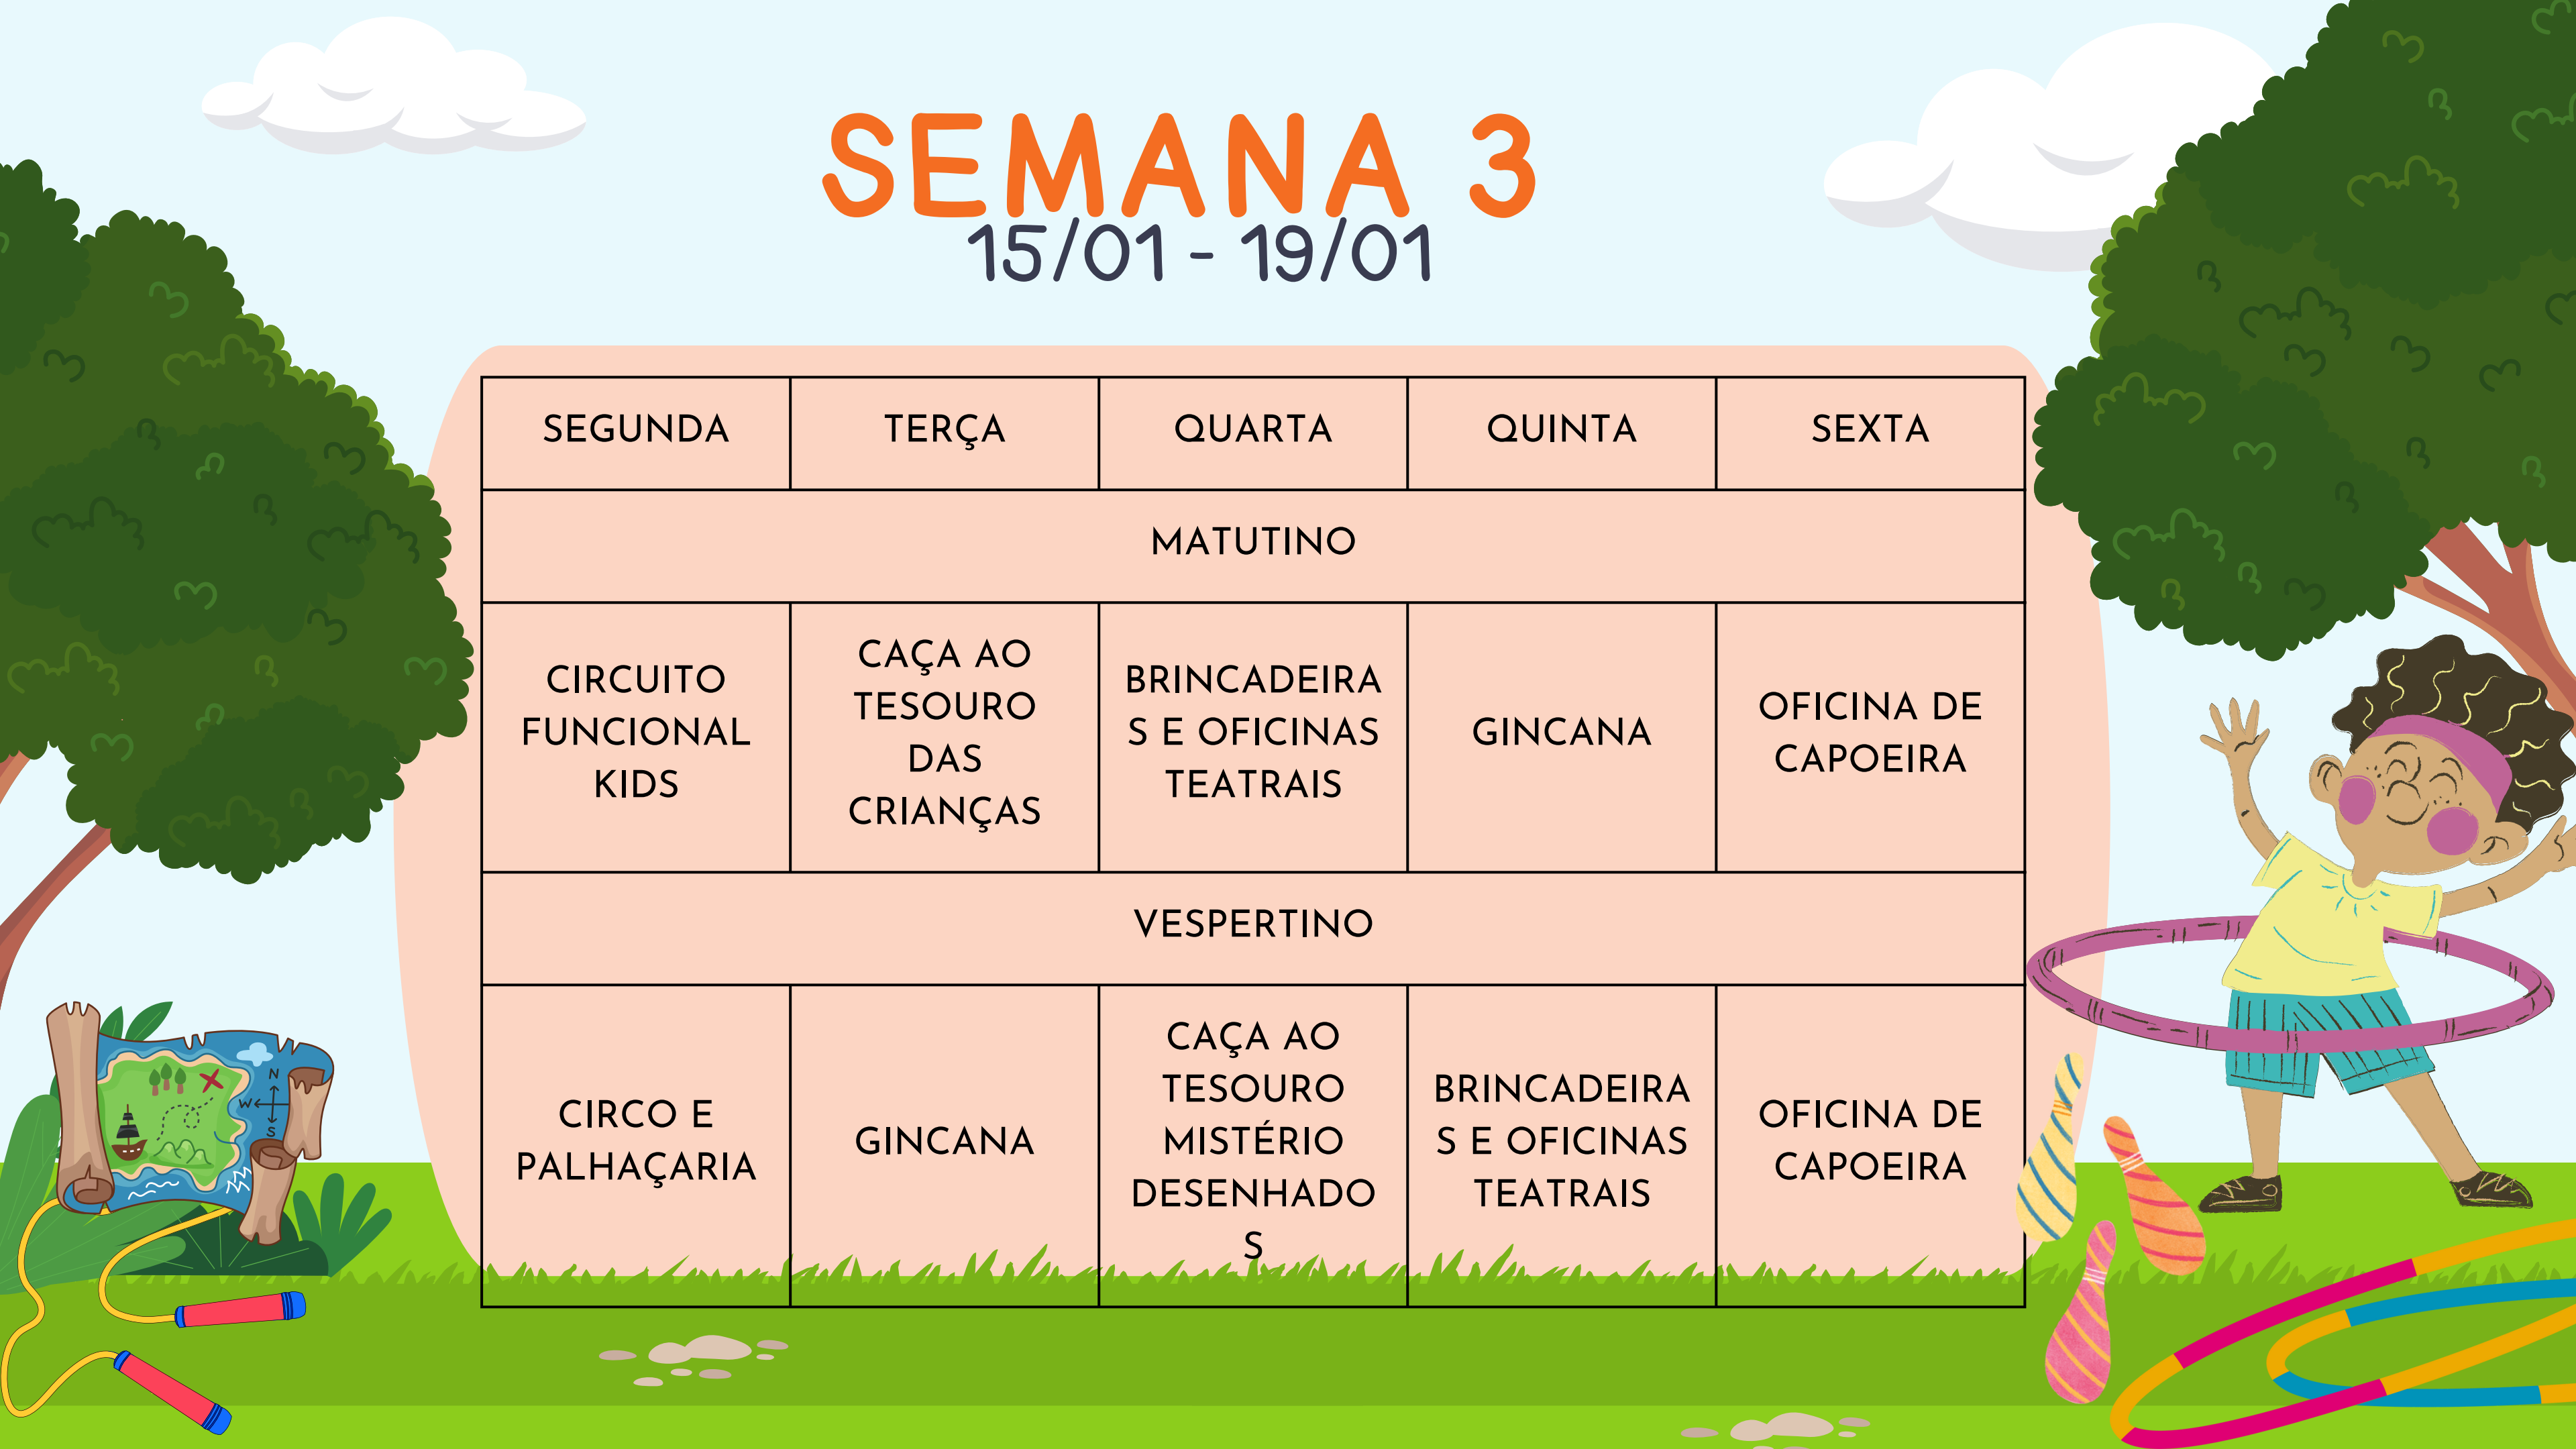 SEMANA 3
15/01 - 19/01
SEGUNDA
TERÇA
QUARTA
QUINTA
SEXTA
MATUTINO
CIRCUITO
FUNCIONAL
KIDS
CAÇA AO
TESOURO
DAS
CRIANÇAS
BRINCADEIRA
S E OFICINAS
TEATRAIS
GINCANA
OFICINA DE
CAPOEIRA
VESPERTINO
CIRCO E
PALHAÇARIA
GINCANA
CAÇA AO
TESOURO
MISTÉRIO
DESENHADO
S
BRINCADEIRA
S E OFICINAS
TEATRAIS
OFICINA DE
CAPOEIRA
N
W
S